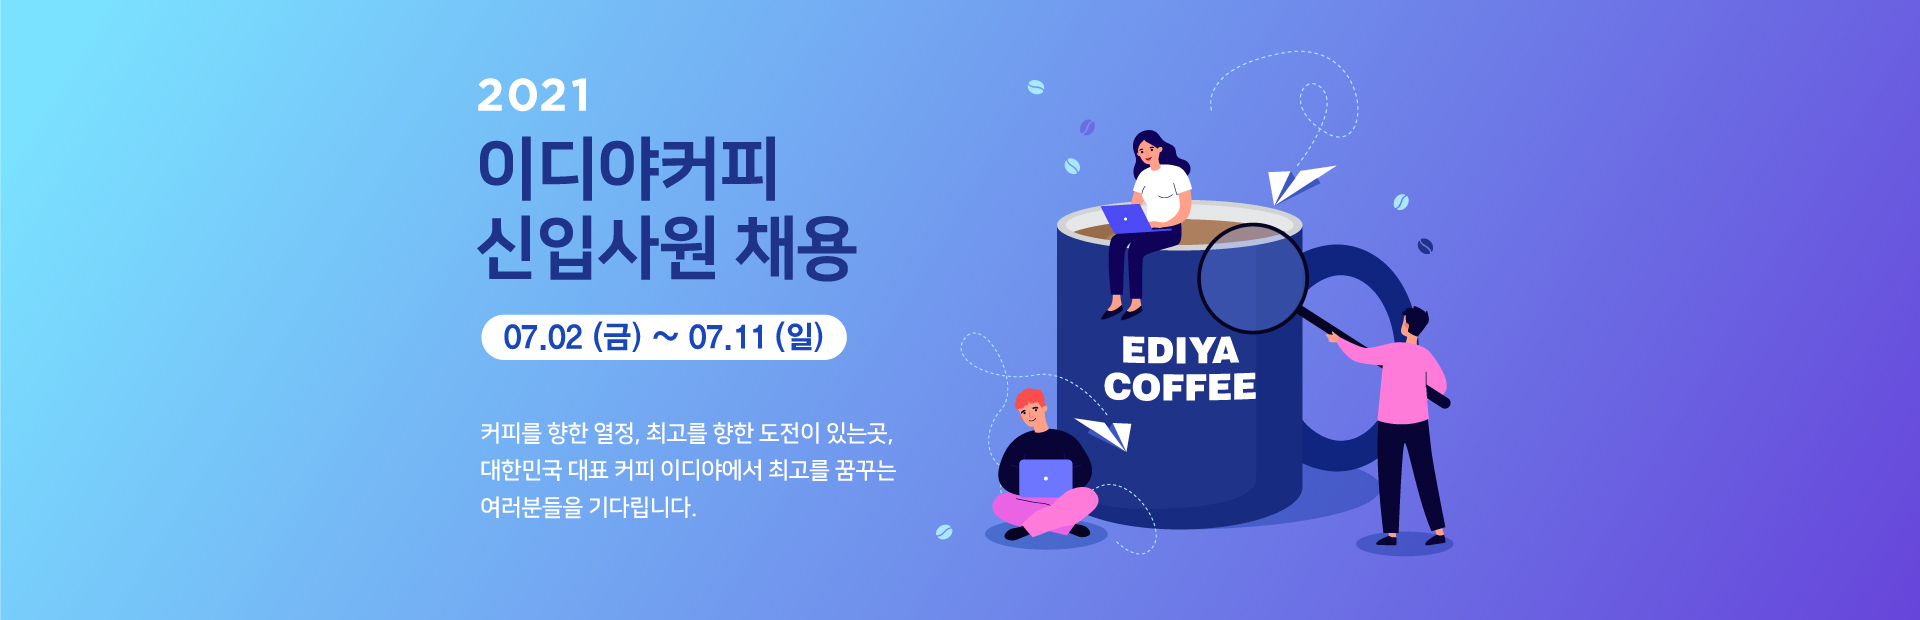 2021
이디야커피
신입사원 채용
07.02 (금) ~ 07.11 (일)
커피를 향한 열정, 최고를 향한 도전이 있는곳,
대한민국 대표 커피 이디야에서 최고를 꿈꾸는
여러분들을 기다립니다.
EDIYA
COFFEE